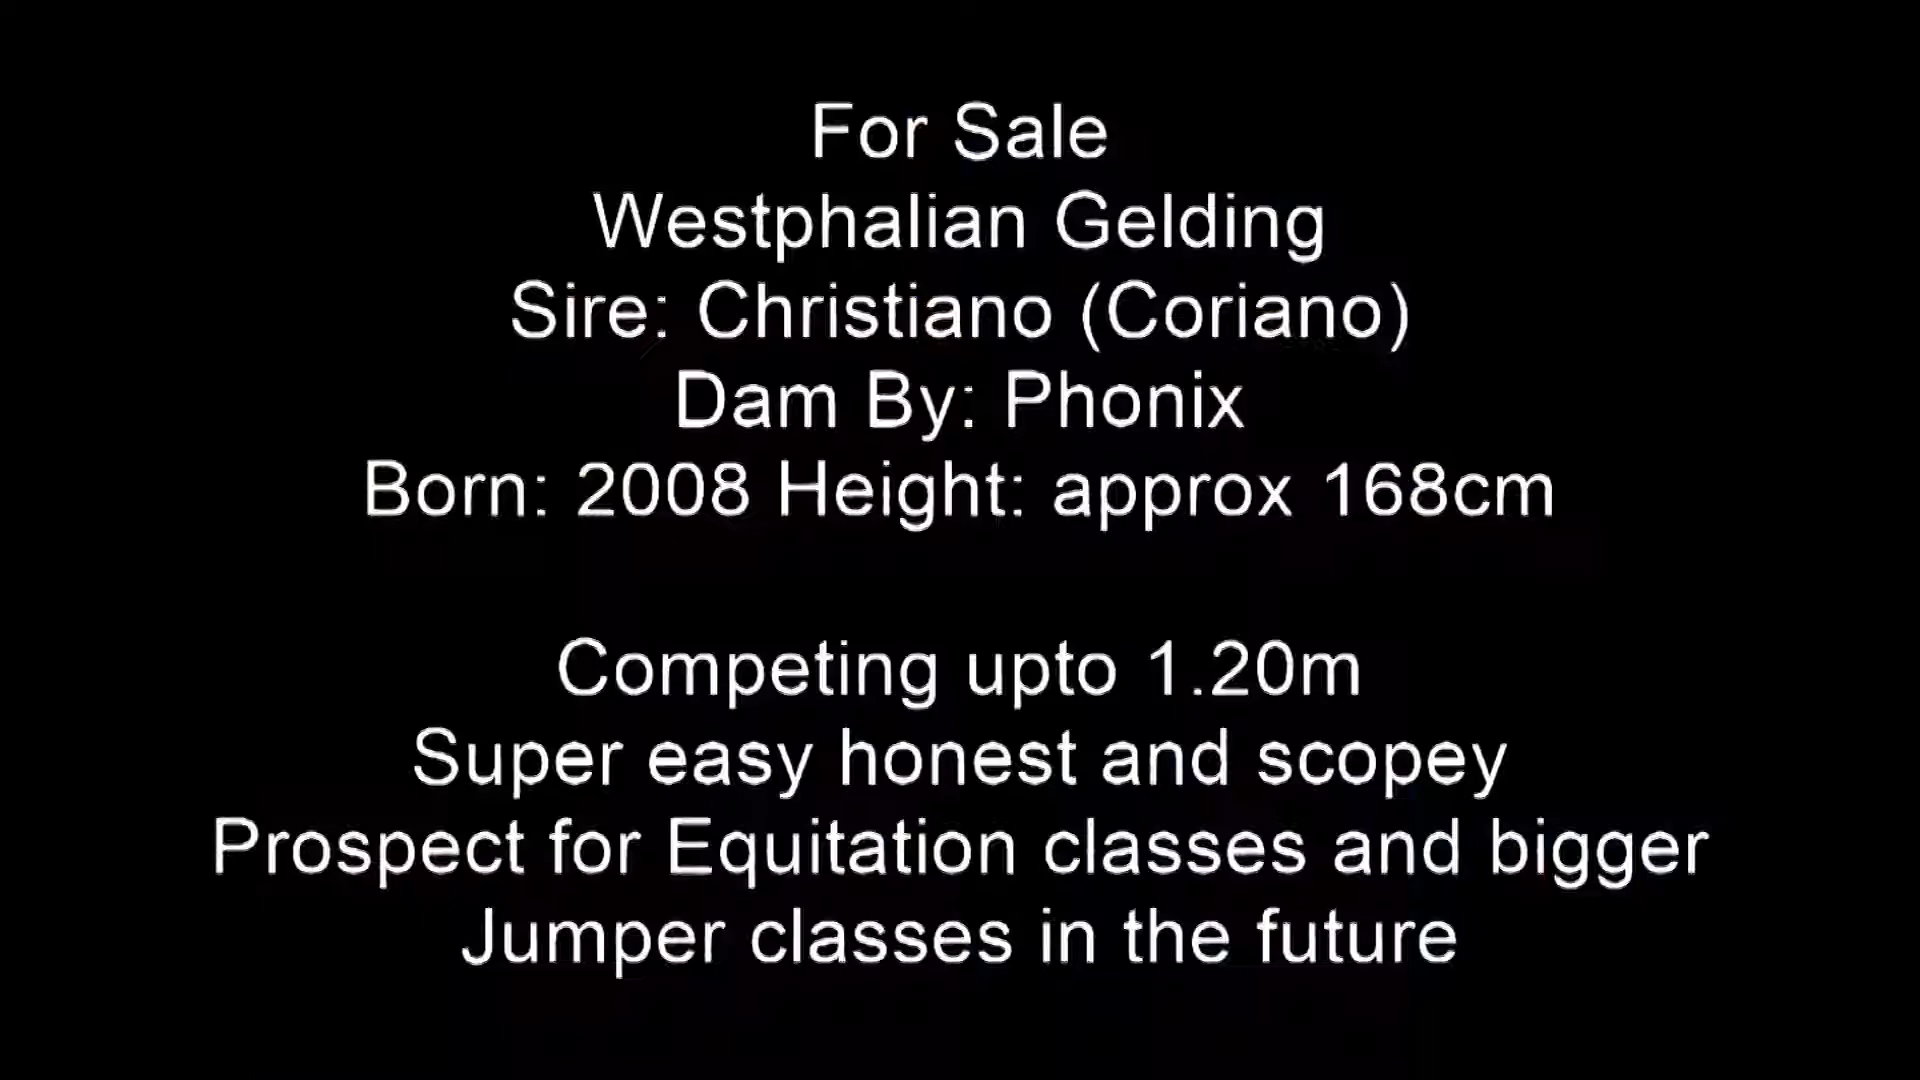 For Sale
Westphalian Gelding
Sire: Christiano (Coriano)
Dam By: Phonix
Born: 2008 Height: approx 168cm
Competing upto 1.20m
Super easy honest and scopey
Prospect for Equitation classes and bigger
Jumper classes in the future